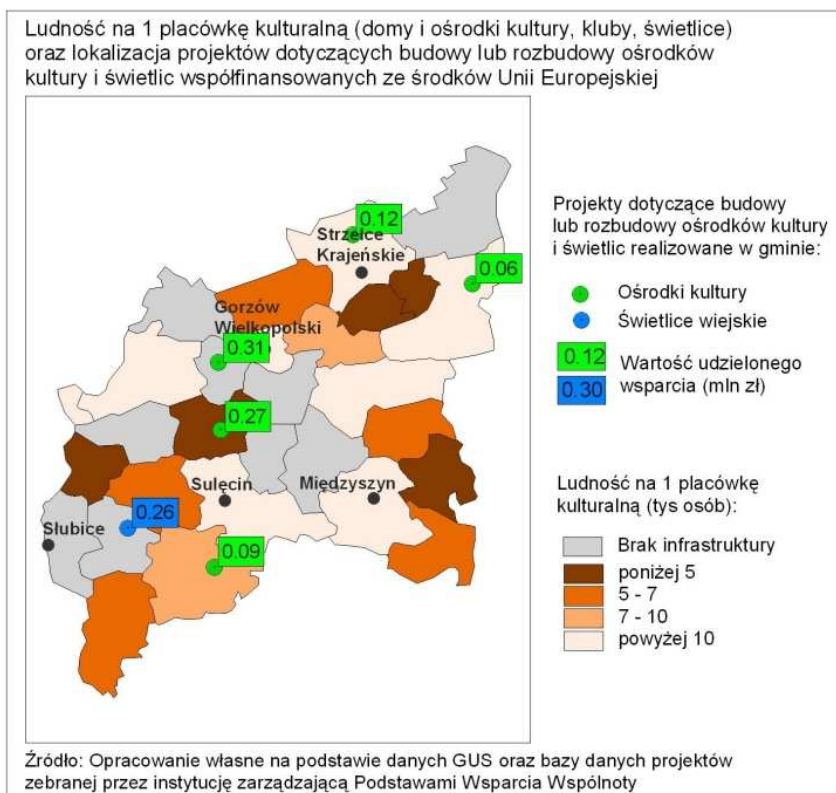 Ludność na 1 placówkę kulturalną (domy i ośrodki kultury, kluby, świetlice)
oraz lokalizacja projektów dotyczących budowy lub rozbudowy ośrodków
kultury i świetlic współfinansowanych ze środków Unii Europejskiej
0.12
Strzelce
Krajeńskie
0.06
Gorzów
Wielkopolski
0.31
0.27
Sulęcin
Międzyszyn
0.26
Słubice
0.09
Projekty dotyczące budowy
lub rozbudowy ośrodków kultury
i świetlic realizowane w gminie:
Ośrodki kultury
Świetlice wiejskie
0.12
Wartość udzielonego
0.30
wsparcia (mln zł)
Ludność na 1 placówkę
kulturalną (tys osób):
Brak infrastruktury
poniżej 5
5 - 7
7 - 10
powyżej 10
Źródło: Opracowanie własne na podstawie danych GUS oraz bazy danych projektów
zebranej przez instytucję zarządzającą Podstawami Wsparcia Wspólnoty